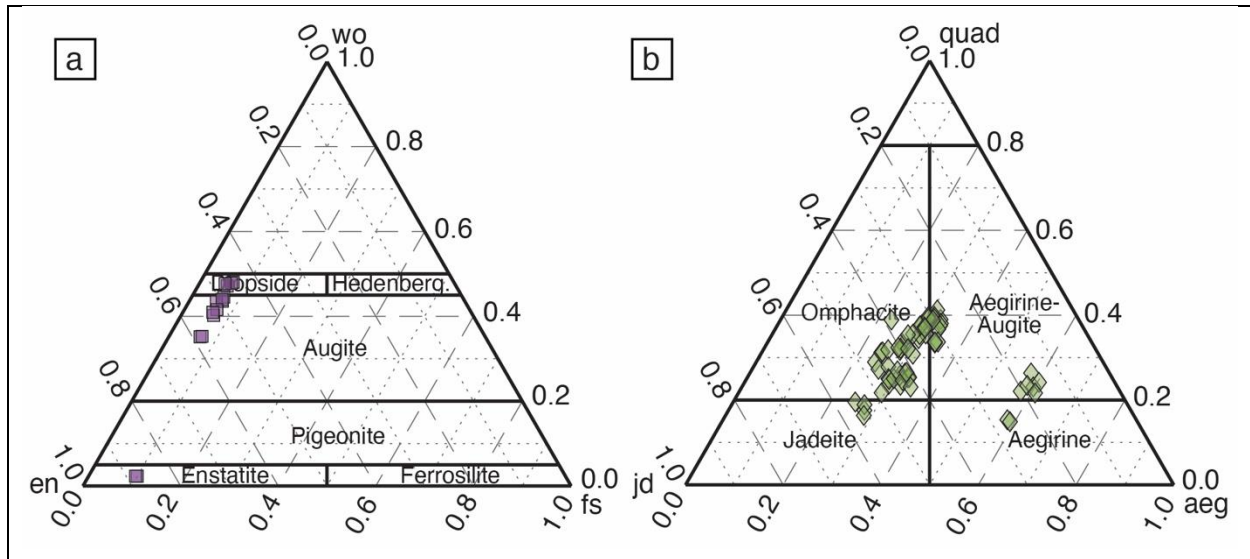 a
wo
0.0
1.0
0.2
0.8
0.4
0.6
Diopside
Hedenberg.
0.6
0.4
Augite
0.8
0.2
Pigeonite
1.0
Enstatite
Ferrosilite
0.0
en
fs
0.0
0.2
0.4
0.6
0.8
1.0
b
quad
0.0
1.0
0.2
0.8
0.4
0.6
Omphacite
Aegirine-
Augite
0.6
0.4
0.8
0.2
Jadeite
Aegirine
1.0
0.0
jd
aeg
0.0
0.2
0.4
0.6
0.8
1.0